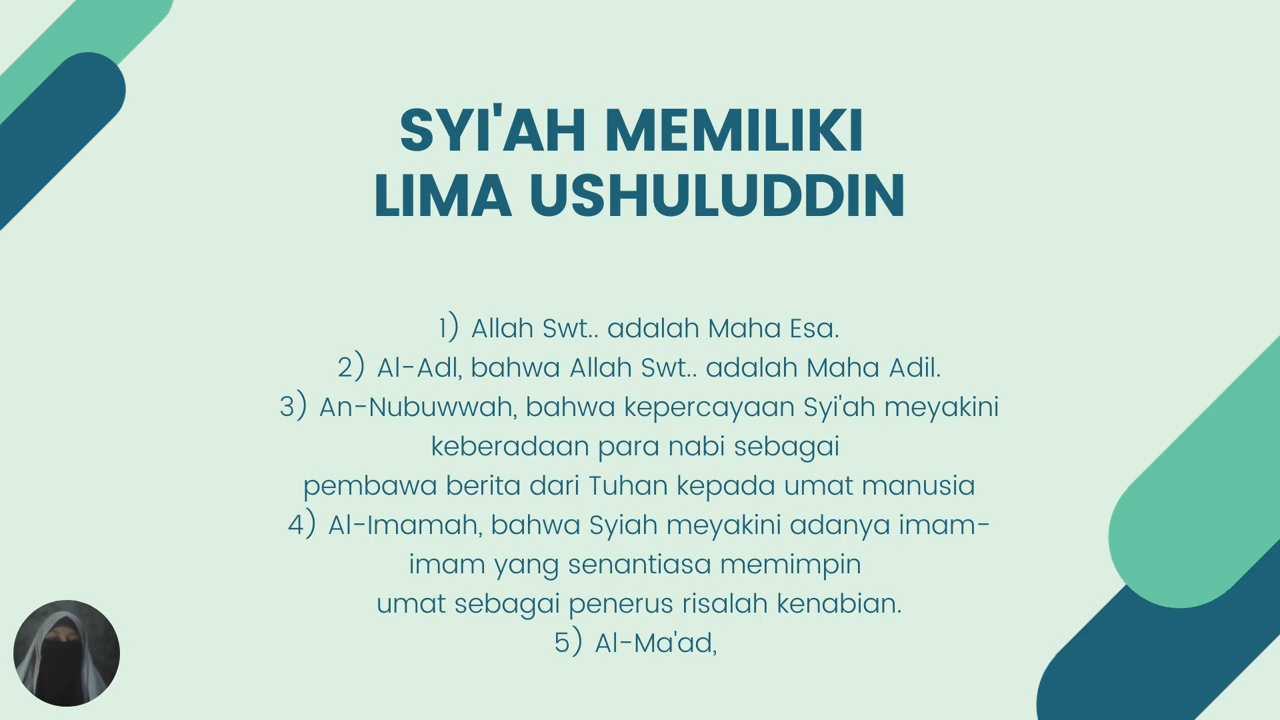 SYI'AH MEMILIKI
LIMA USHULUDDIN
1) Allah Swt.. adalah Maha Esa.
2) Al-Adl, bahwa Allah Swt.. adalah Maha Adil.
3) An-Nubuwwah, bahwa kepercayaan Syi'ah meyakini
keberadaan para nabi sebagai
pembawa berita dari Tuhan kepada umat manusia
4) Al-Imamah, bahwa Syiah meyakini adanya imam-
imam yang senantiasa memimpin
umat sebagai penerus risalah kenabian.
5) Al-Ma'ad,